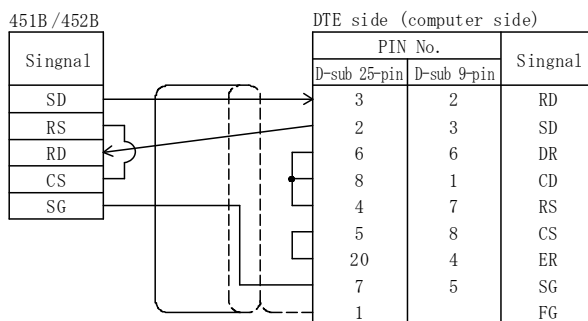 451B/452B
DTE side (computer side)
Singnal
PIN No.
Singnal
D-sub 25-pin D-sub 9-pin
SD 3 2 RD
RS 2 3 SD
RD 6 6 DR
CS 8 1 CD
SG 4 7 RS
5 8 CS
20 4 ER
7 5 SG
1 FG